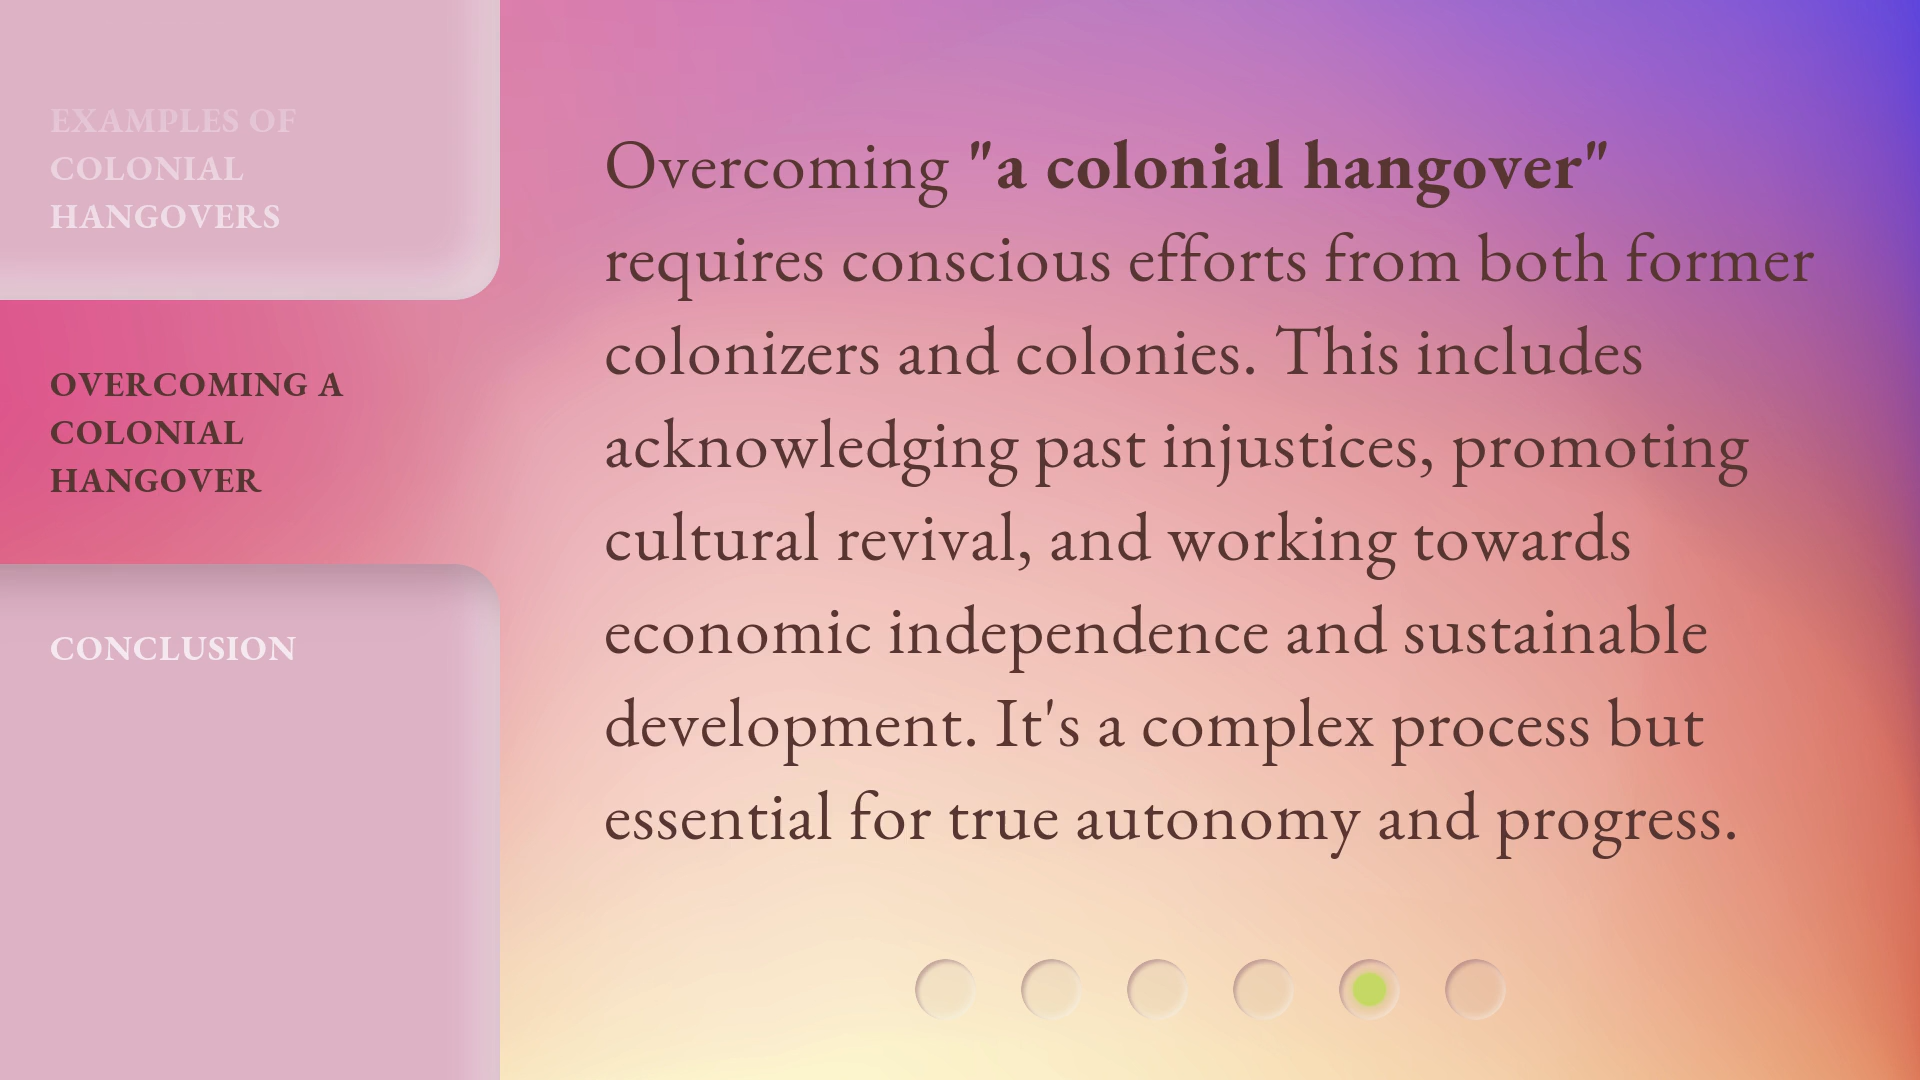 EXAMPLES OF
COLONIAL
HANGOVERS
OVERCOMING A
COLONIAL
HANGOVER
CONCLUSION
Overcoming "a colonial hangover"
requires conscious efforts from both former
colonizers and colonies. This includes
acknowledging past injustices, promoting
cultural revival, and working towards
economic independence and sustainable
development. It's a complex process but
essential for true autonomy and progress.